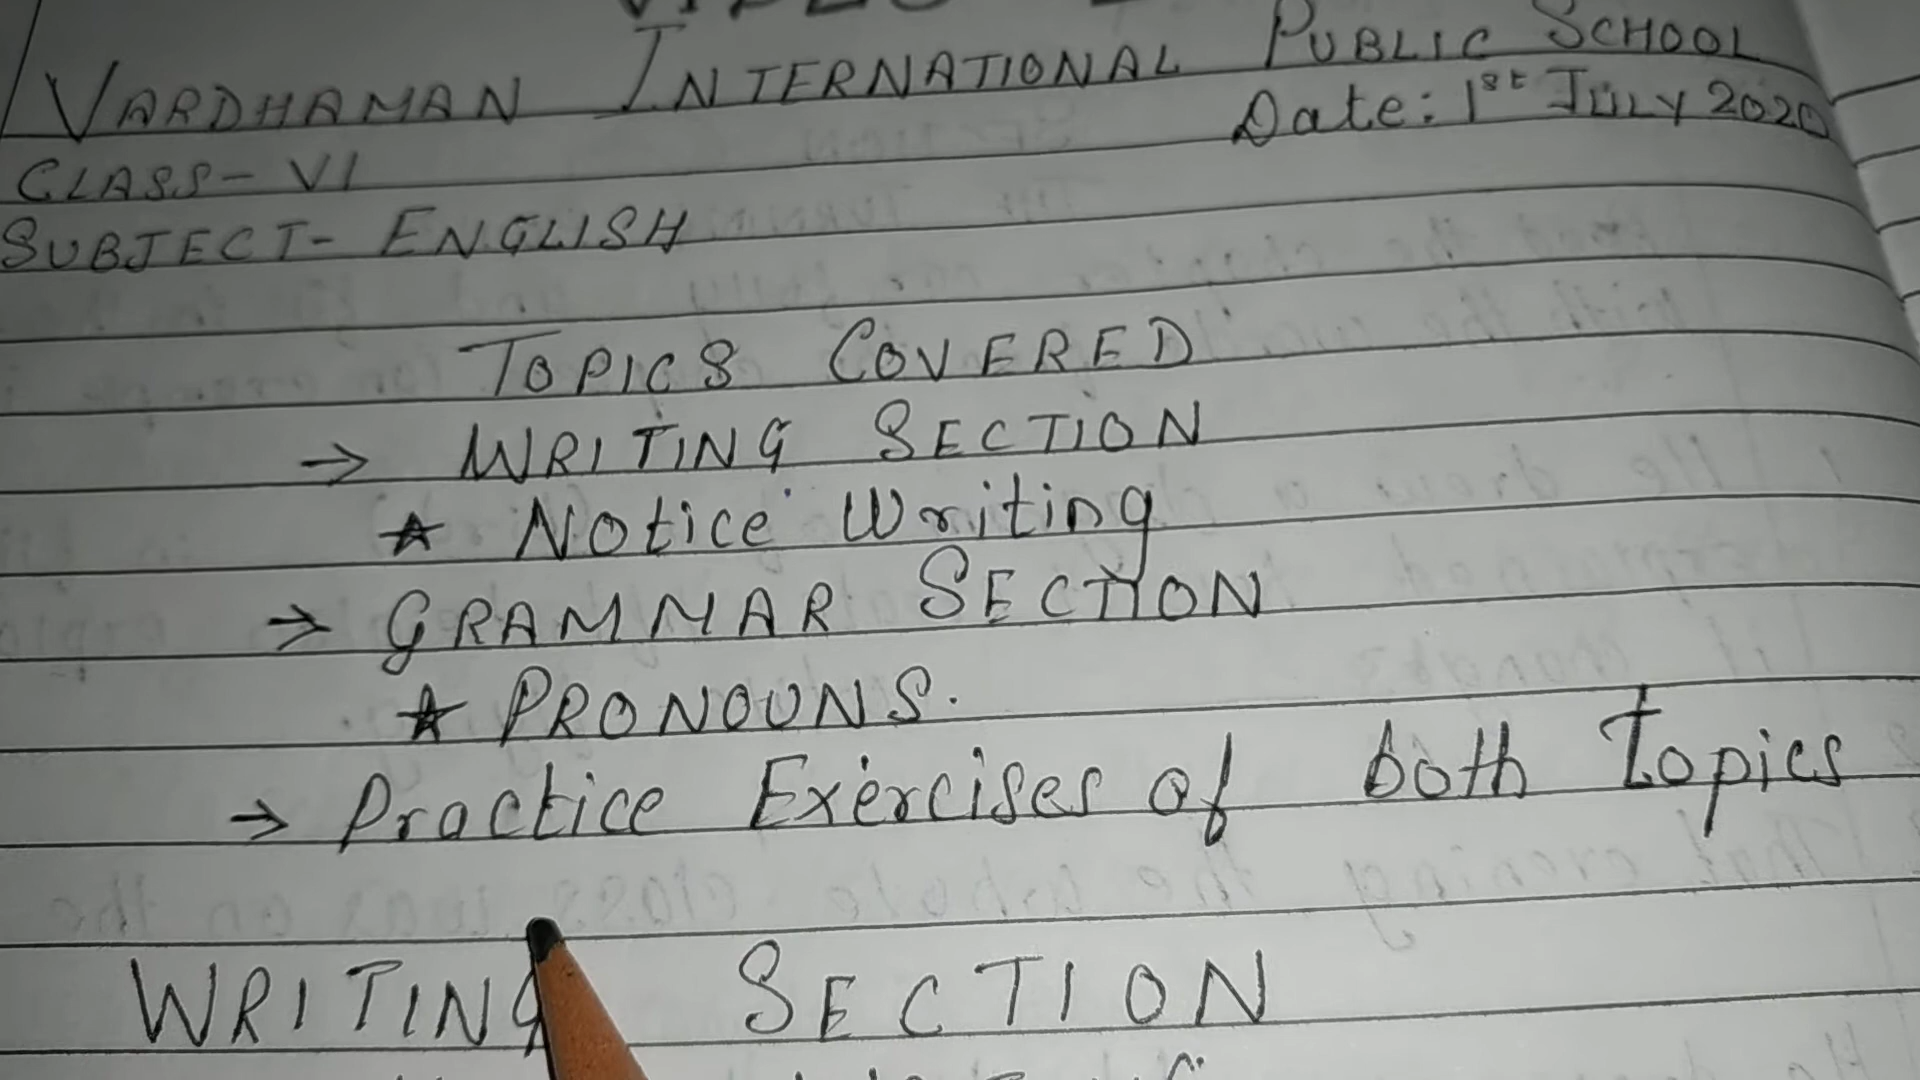 VARDHAMAN INTERNATIONAL PUBLIC SCHOOL
Date: 1st JULY 2020
CLASS- VI
SUBJECT- ENGLISH
TOPICS COVERED
→ WRITING SECTION
★ Notice Writing
→ GRAMMAR SECTION
★ PRONOUNS.
→ Practice Exercises of both topics
WRITING SECTION